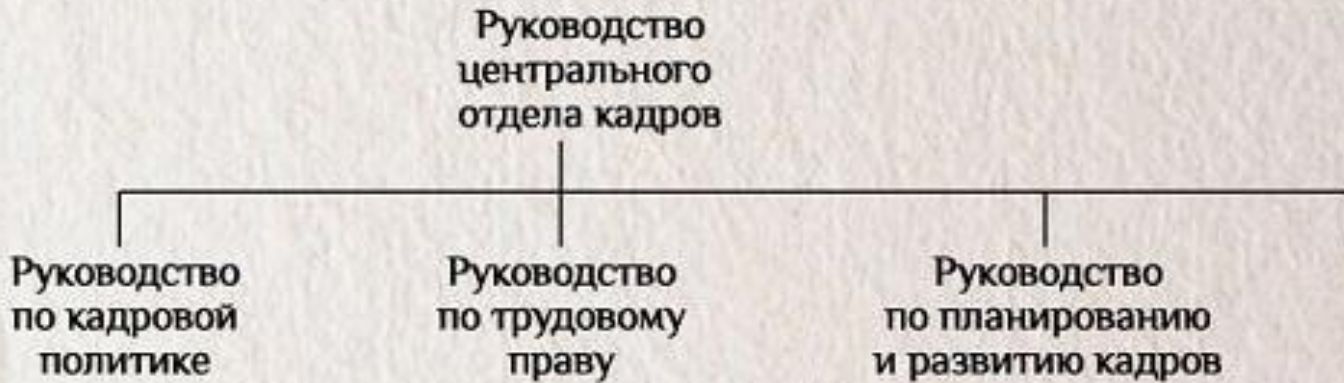 Руководство
центрального
отдела кадров
Руководство
по кадровой
политике
Руководство
по трудовому
праву
Руководство
по планированию
и развитию кадров